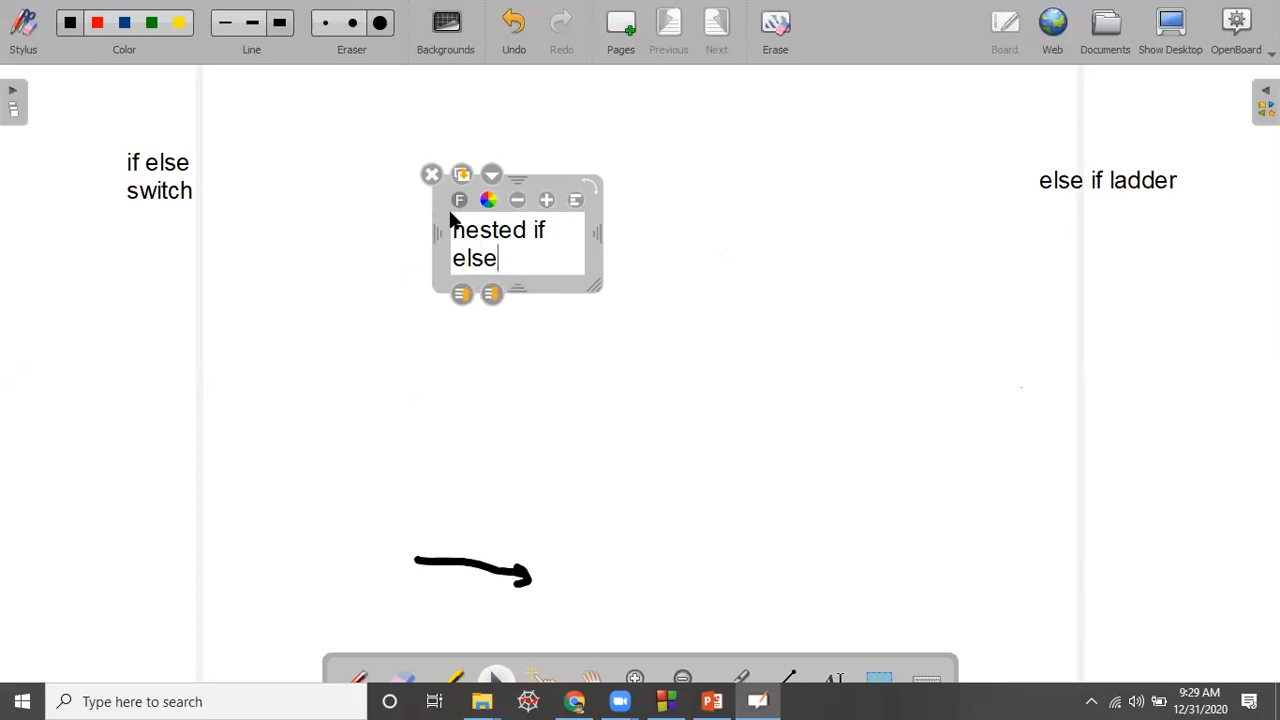 Stylus
Color
Line
Eraser
Backgrounds
Undo
Redo
Pages
Previous
Next
Erase
Board
Web
Documents
Show Desktop
OpenBoard
if else
switch
F
nested if
else
else if ladder
Type here to search
9:29 AM
12/31/2020